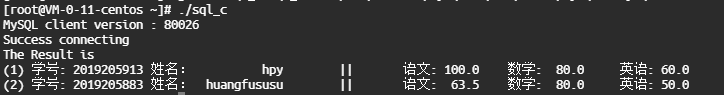 [root@VM-0-11-centos ~]# ./sql_c
MySQL client version : 80026
Success connecting
The Result is
(1) 学号: 2019205913 姓名: hpy || 语文: 100.0 数学: 80.0 英语: 60.0
(2) 学号: 2019205883 姓名: huangfususu || 语文: 63.5 数字: 80.0 英语: 50.0